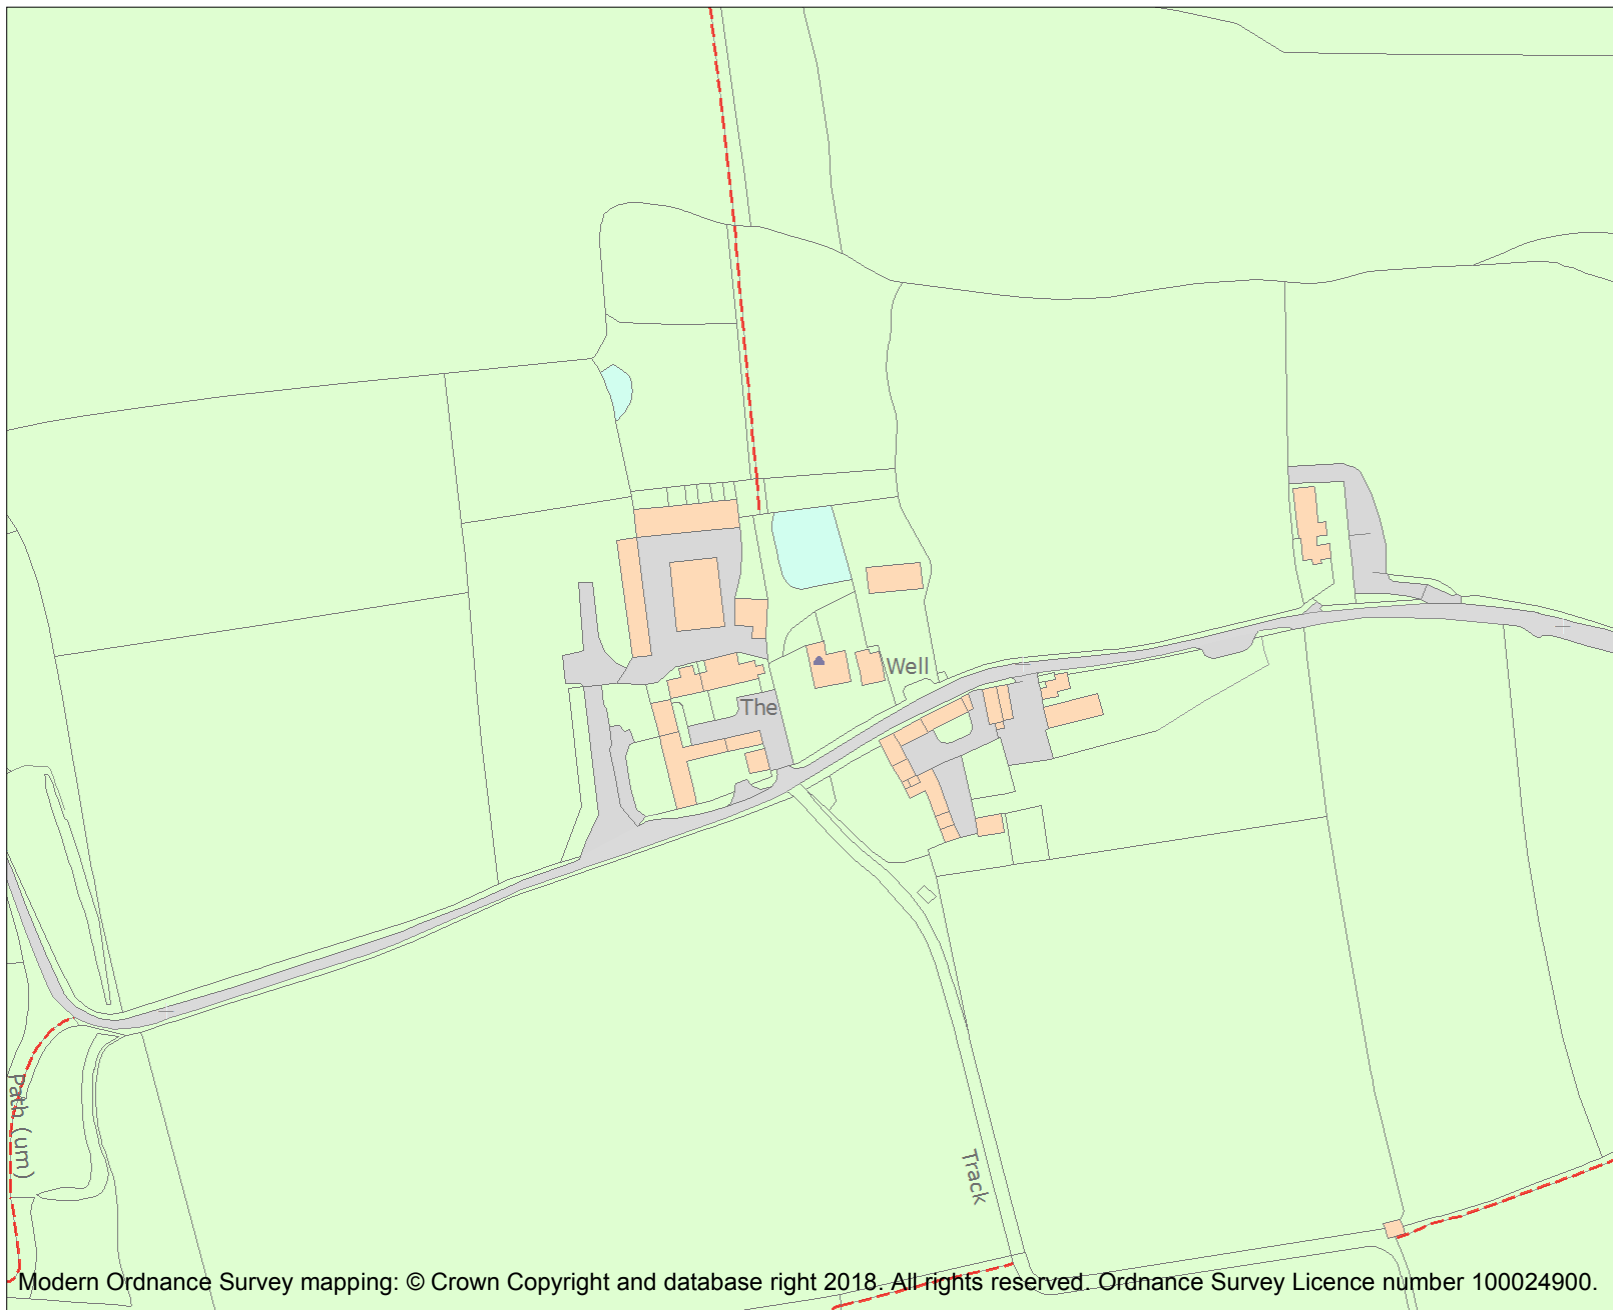 Well
The
Path (um)
Track
Modern Ordnance Survey mapping: © Crown Copyright and database right 2018. All rights reserved. Ordnance Survey Licence number 100024900.